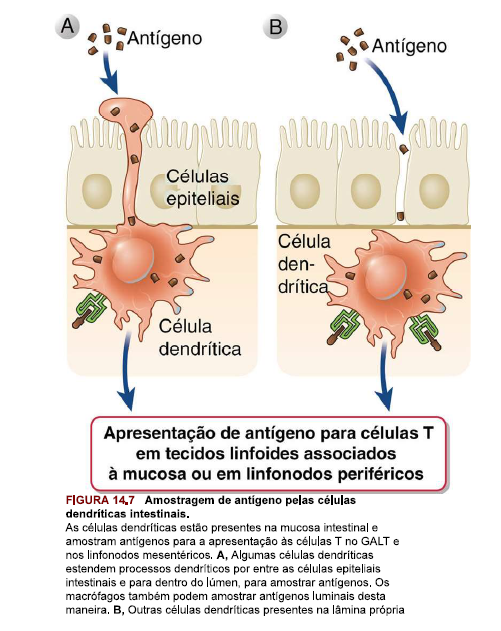 A
Antígeno
B
Antígeno
Células
epiteliais
Célula
den-
drítica
Célula
dendrítica
Apresentação de antígeno para células T
em tecidos linfoides associados
à mucosa ou em linfonodos periféricos
FIGURA 14.7 Amostragem de antígeno pelas células
dendríticas intestinais.
As células dendríticas estão presentes na mucosa intestinal e
amostram antígenos para a apresentação às células T no GALT e
nos linfonodos mesentéricos. A, Algumas células dendríticas
estendem processos dendríticos por entre as células epiteliais
intestinais e para dentro do lúmen, para amostrar antígenos. Os
macrófagos também podem amostrar antígenos luminais desta
maneira. B, Outras células dendríticas presentes na lâmina própria